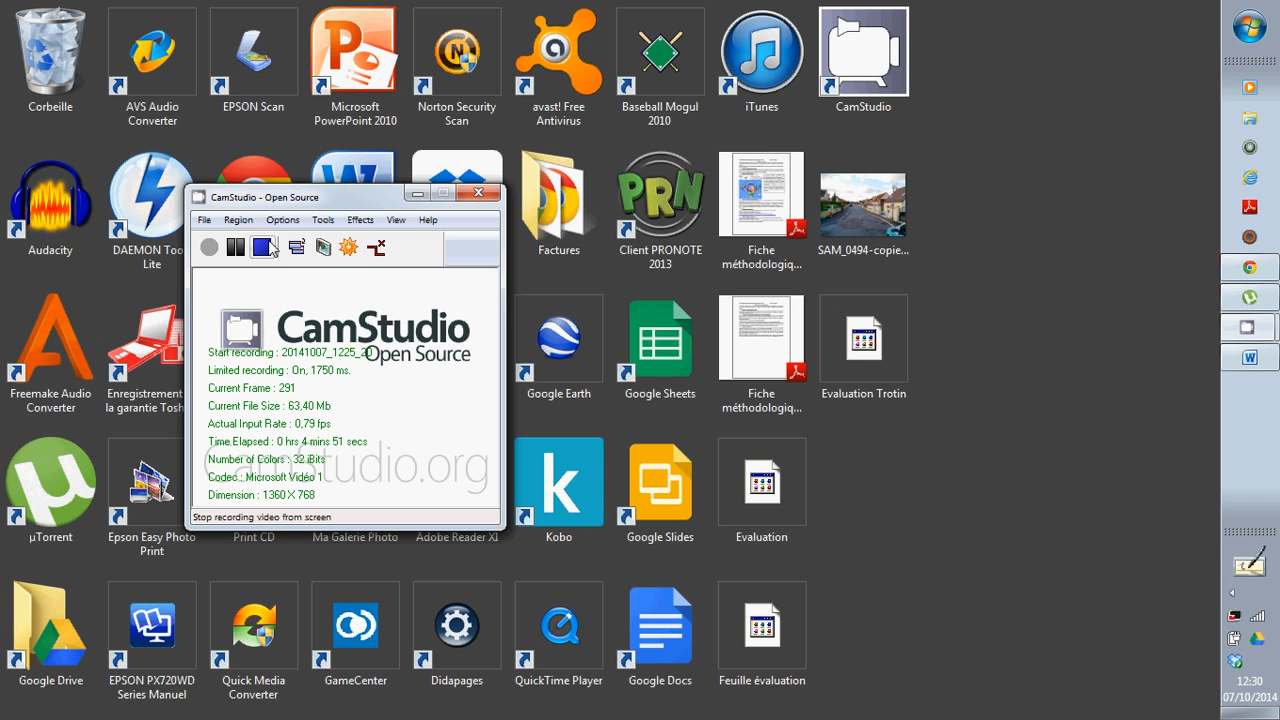 Corbeille
AVS Audio
Converter
EPSON Scan
Microsoft
PowerPoint 2010
Norton Security
Scan
avast! Free
Antivirus
Baseball Mogul
2010
iTunes
CamStudio
Audacity
DAEMON Too
Lite
Factures
PRN
Client PRONOTE
2013
Fiche
méthodologiq...
SAM_0494-copie...
CamStudio - Open Source
File
Region
Options
Tools
Effects
View
Help
CamStudio
Open Source
Start recording : 20141007_1225_20
Limited recording : On, 1750 ms.
Current Frame : 291
Current File Size : 63,40 Mb
Actual Input Rate : 0,79 fps
Time Elapsed : 0 hrs 4 mins 51 secs
Number of Colors : 32 Bits
CamStudio.org
Codec : Microsoft Vidéo 1
Dimension : 1360 X 768
Stop recording video from screen
Freemake Audio
Converter
Enregistrement
la garantie Tosh
Google Earth
Google Sheets
Fiche
méthodologiq...
Evaluation Trotin
µTorrent
Epson Easy Photo
Print
Print CD
Ma Galerie Photo
Adobe Reader XI
k
Kobo
Google Slides
Evaluation
Google Drive
EPSON PX720WD
Series Manuel
Quick Media
Converter
GameCenter
Didapages
QuickTime Player
Google Docs
Feuille évaluation
12:30
07/10/2014